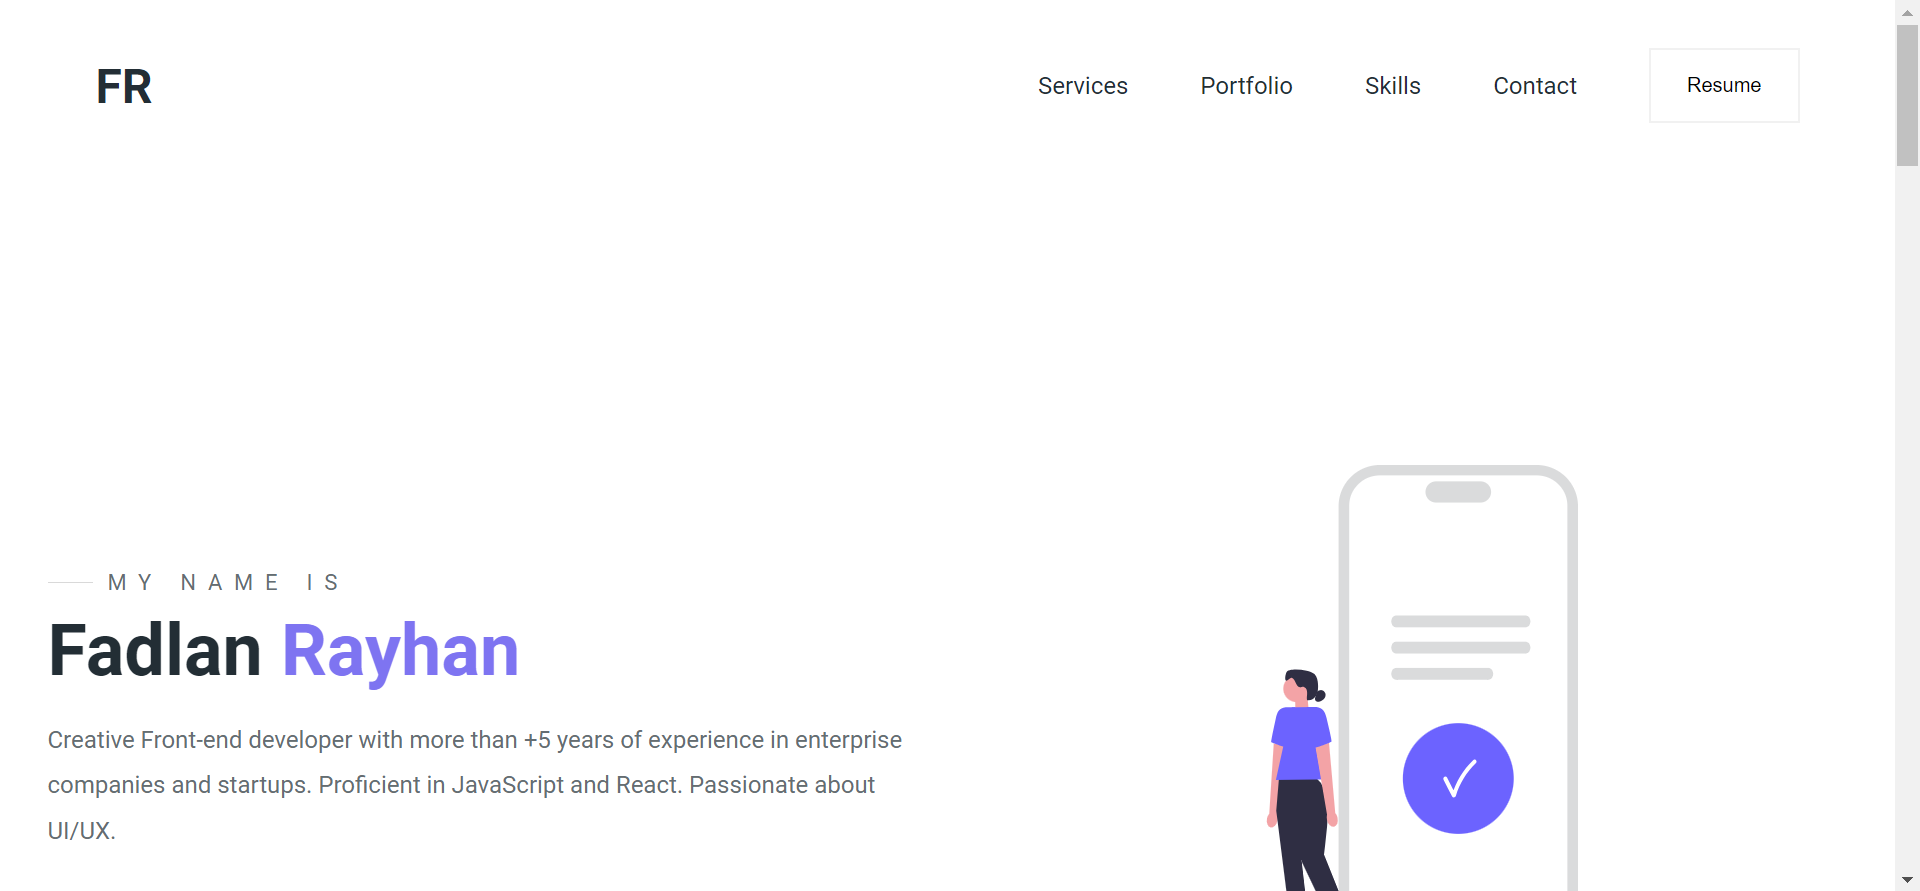 FR
Services Portfolio Skills Contact Resume
MY NAME IS
Fadlan Rayhan
Creative Front-end developer with more than +5 years of experience in enterprise
companies and startups. Proficient in JavaScript and React. Passionate about
UI/UX.